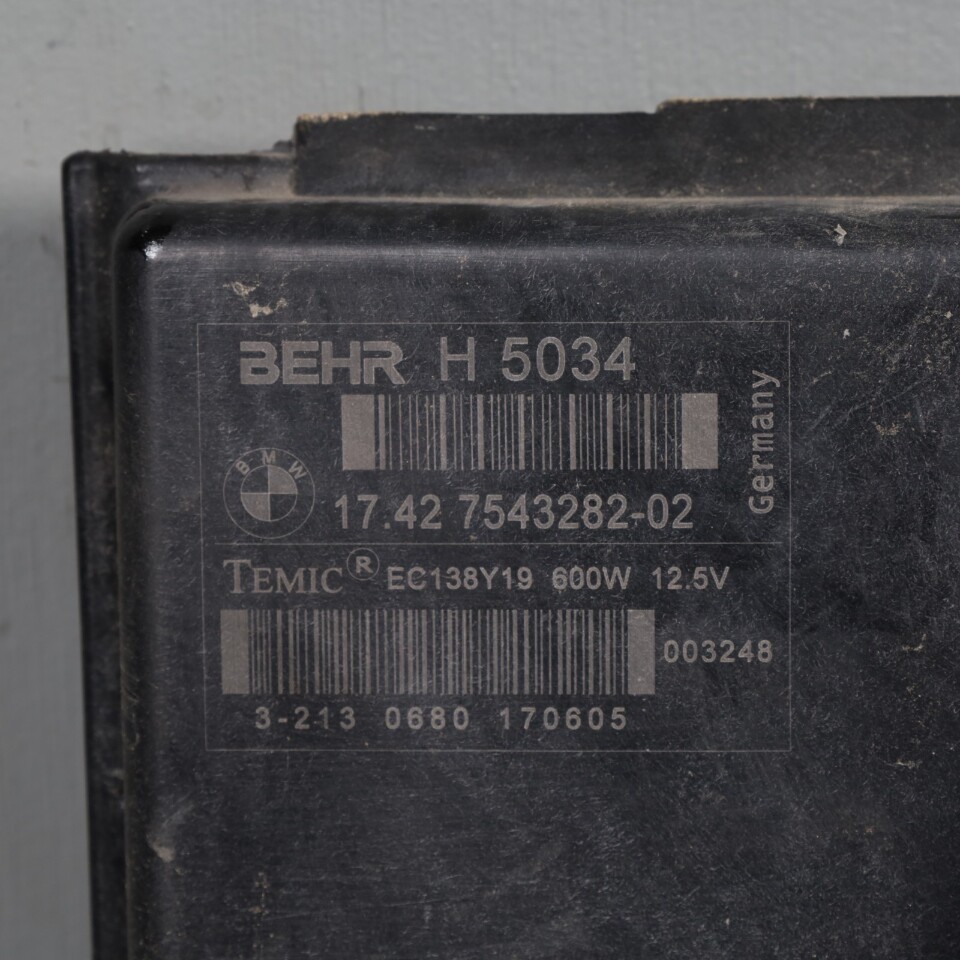 BEHR H 5034
Germany
BMW
17.42 7543282-02
TEMIC® EC138Y19 600W 12.5V
003248
3-213 0680 170605